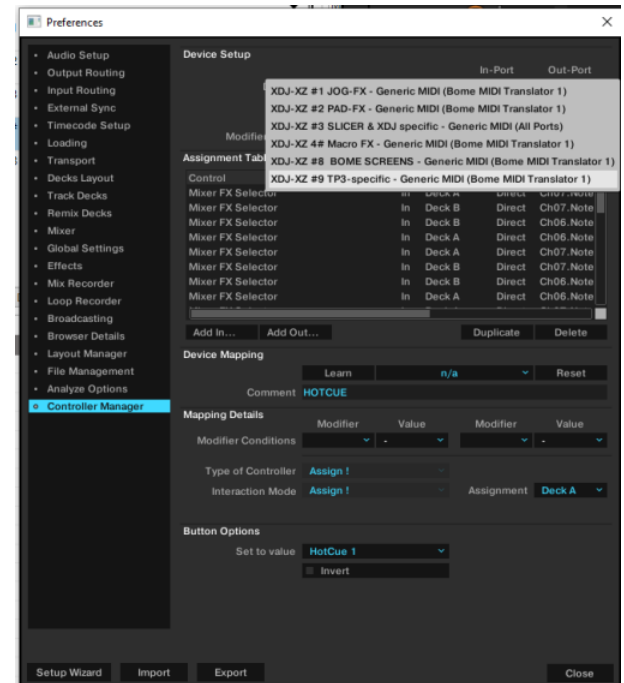 Preferences
Audio Setup
Output Routing
Input Routing
External Sync
Timecode Setup
Loading
Transport
Decks Layout
Track Decks
Remix Decks
Mixer
Global Settings
Effects
Mix Recorder
Loop Recorder
Broadcasting
Browser Details
Layout Manager
File Management
Analyze Options
Controller Manager
Device Setup
In-Port Out-Port
XDJ-XZ #1 JOG-FX - Generic MIDI (Bome MIDI Translator 1)
XDJ-XZ #2 PAD-FX - Generic MIDI (Bome MIDI Translator 1)
XDJ-XZ #3 SLICER & XDJ specific - Generic MIDI (All Ports)
XDJ-XZ 4# Macro FX - Generic MIDI (Bome MIDI Translator 1)
XDJ-XZ #8 BOME SCREENS - Generic MIDI (Bome MIDI Translator 1)
XDJ-XZ #9 TP3-specific - Generic MIDI (Bome MIDI Translator 1)
Control
Mixer FX Selector In Deck A Direct Ch07.Note
Mixer FX Selector In Deck B Direct Ch06.Note
Mixer FX Selector In Deck A Direct Ch06.Note
Mixer FX Selector In Deck A Direct Ch07.Note
Mixer FX Selector In Deck B Direct Ch07.Note
Mixer FX Selector In Deck B Direct Ch06.Note
Mixer FX Selector In Deck A Direct Ch06.Note
Add In... Add Out... Duplicate Delete
Device Mapping
Learn n/a Reset
Comment HOTCUE
Mapping Details
Modifier Value Modifier Value
Modifier Conditions - -
Type of Controller Assign !
Interaction Mode Assign ! Assignment Deck A
Button Options
Set to value HotCue 1
Invert
Setup Wizard Import Export Close